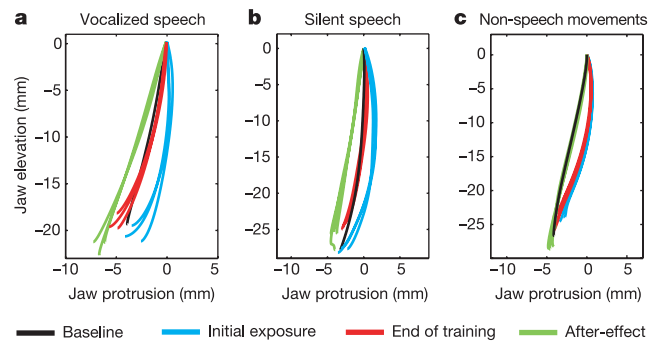 a Vocalized speech
b Silent speech
c Non-speech movements
Jaw elevation (mm)
0
−5
−10
−15
−20
−10 −5 0 5
Jaw protrusion (mm)
0
−5
−10
−15
−20
−25
−10 −5 0 5
Jaw protrusion (mm)
0
−5
−10
−15
−20
−25
−10 −5 0 5
Jaw protrusion (mm)
Baseline Initial exposure End of training After-effect